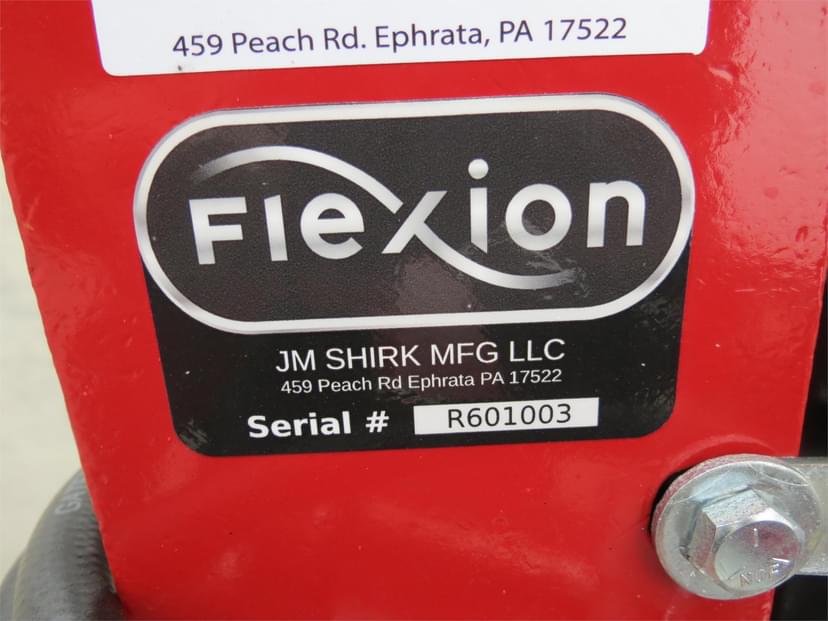 459 Peach Rd. Ephrata, PA 17522
Flexion
JM SHIRK MFG LLC
459 Peach Rd Ephrata PA 17522
Serial # R601003